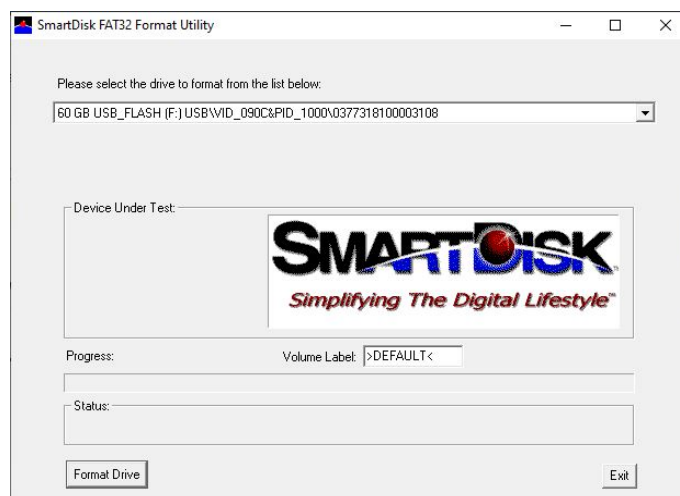 SmartDisk FAT32 Format Utility
Please select the drive to format from the list below:
60 GB USB_FLASH (F:) USB\VID_090C&PID_1000\0377318100003108
Device Under Test:
SMARTDISK
Simplifying The Digital Lifestyle™
Progress:
Volume Label: >DEFAULT<
Status:
Format Drive
Exit